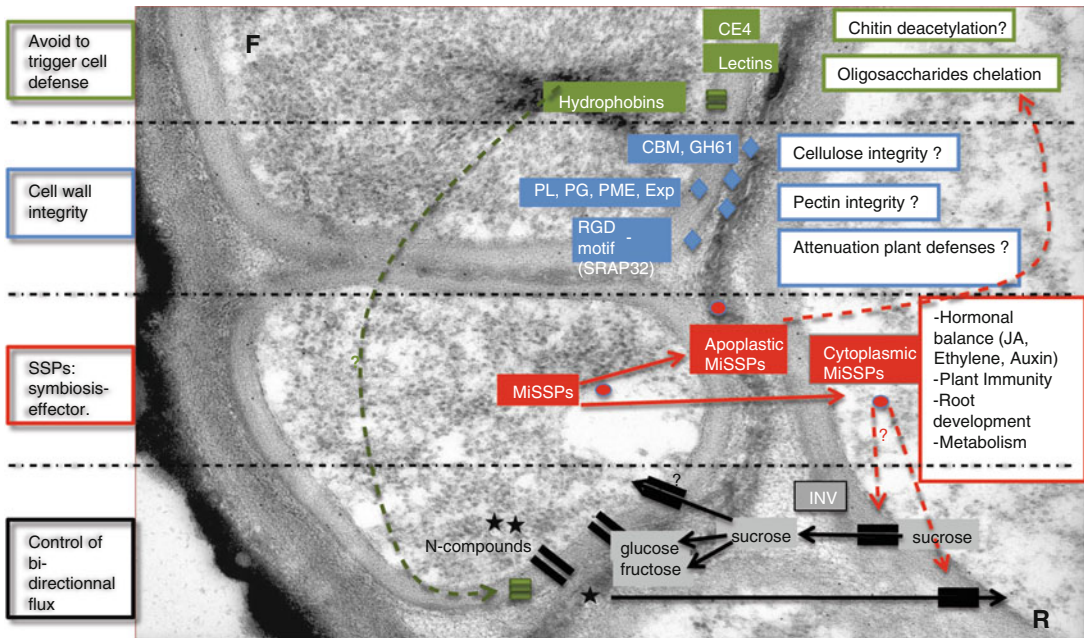 Avoid to
trigger cell
defense
F
CE4
Lectins
Hydrophobins
Chitin deacetylation?
Oligosaccharides chelation
Cell wall
integrity
CBM, GH61
PL, PG, PME, Exp
RGD
motif -
(SRAP32)
Cellulose integrity ?
Pectin integrity ?
Attenuation plant defenses ?
SSPs:
symbiosis-
effector.
?
MiSSPs
Apoplastic
MiSSPs
Cytoplasmic
MiSSPs
?
-Hormonal
balance (JA,
Ethylene, Auxin)
-Plant Immunity
-Root
development
-Metabolism
Control of
bi-
directionnal
flux
?
INV
N-compounds
glucose
fructose
sucrose
sucrose
R